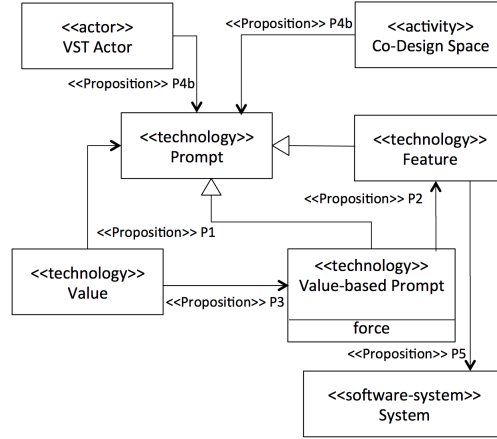 <<actor>>
VST Actor
<<activity>>
Co-Design Space
<<Proposition>> P4b
<<Proposition>> P4b
<<technology>>
Prompt
<<technology>>
Feature
<<Proposition>> P2
<<Proposition>> P1
<<technology>>
Value
<<technology>>
Value-based Prompt
<<Proposition>> P3
force
<<Proposition>> P5
<<software-system>>
System